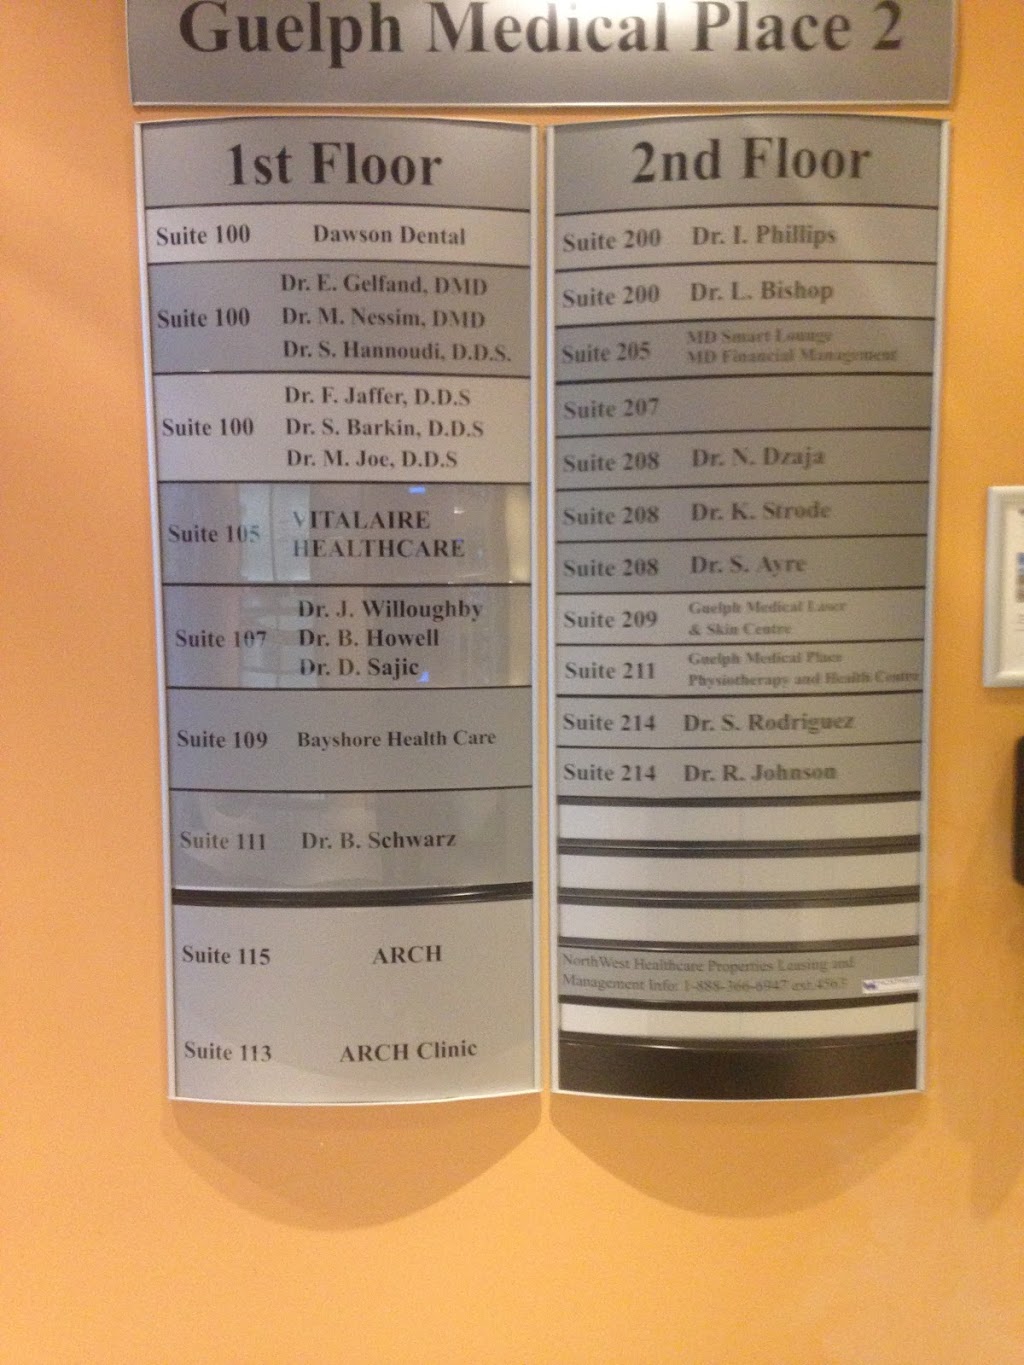 Guelph Medical Place 2
1st Floor
Suite 100 Dawson Dental
Suite 100
Dr. E. Gelfand, DMD
Dr. M. Nessim, DMD
Dr. S. Hannoudi, D.D.S.
Suite 100
Dr. F. Jaffer, D.D.S
Dr. S. Barkin, D.D.S
Dr. M. Joe, D.D.S
Suite 105
VITALAIRE
HEALTHCARE
Suite 107
Dr. J. Willoughby
Dr. B. Howell
Dr. D. Sajic
Suite 109 Bayshore Health Care
Suite 111 Dr. B. Schwarz
Suite 115 ARCH
Suite 113 ARCH Clinic
2nd Floor
Suite 200 Dr. I. Phillips
Suite 200 Dr. L. Bishop
Suite 205
MD Smart Lounge
MD Financial Management
Suite 207
Suite 208 Dr. N. Dzaja
Suite 208 Dr. K. Strode
Suite 208 Dr. S. Ayre
Suite 209
Guelph Medical Laser
& Skin Centre
Suite 211
Guelph Medical Place
Physiotherapy and Health Centre
Suite 214 Dr. S. Rodriguez
Suite 214 Dr. R. Johnson
NorthWest Healthcare Properties Leasing and
Management Info: 1-888-366-6947